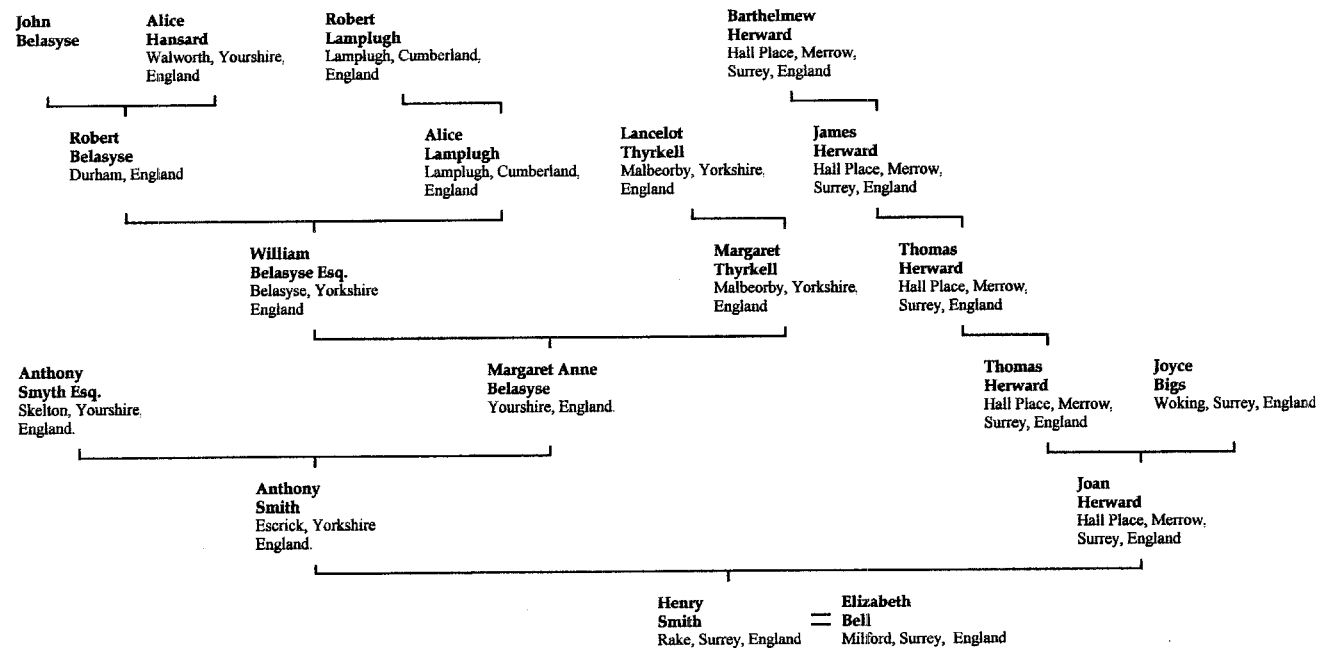 John
Belasyse
Alice
Hansard
Walworth, Yourshire,
England
Robert
Lamplugh
Lamplugh, Cumberland,
England
Barthelmew
Herward
Hall Place, Merrow,
Surrey, England
Robert
Belasyse
Durham, England
Alice
Lamplugh
Lamplugh, Cumberland,
England
Lancelot
Thyrkell
Malbeorby, Yorkshire,
England
James
Herward
Hall Place, Merrow,
Surrey, England
William
Belasyse Esq.
Belasyse, Yorkshire
England
Margaret
Thyrkell
Malbeorby, Yorkshire,
England
Thomas
Herward
Hall Place, Merrow,
Surrey, England
Anthony
Smyth Esq.
Skelton, Yourshire,
England.
Margaret Anne
Belasyse
Yourshire, England.
Thomas
Herward
Hall Place, Merrow,
Surrey, England
Joyce
Bigs
Woking, Surrey, England
Anthony
Smith
Escrick, Yorkshire
England.
Joan
Herward
Hall Place, Merrow,
Surrey, England
Henry
Smith
Rake, Surrey, England
=
Elizabeth
Bell
Milford, Surrey, England